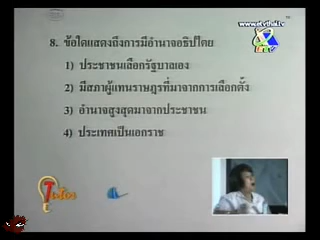 www.etvthai.tv
8. ข้อใดแสดงถึงการมีอำนาจอธิปไตย
1) ประชาชนเลือกรัฐบาลเอง
2) มีสภาผู้แทนราษฎรที่มาจากการเลือกตั้ง
3) อำนาจสูงสุดมาจากประชาชน
4) ประเทศเป็นเอกราช